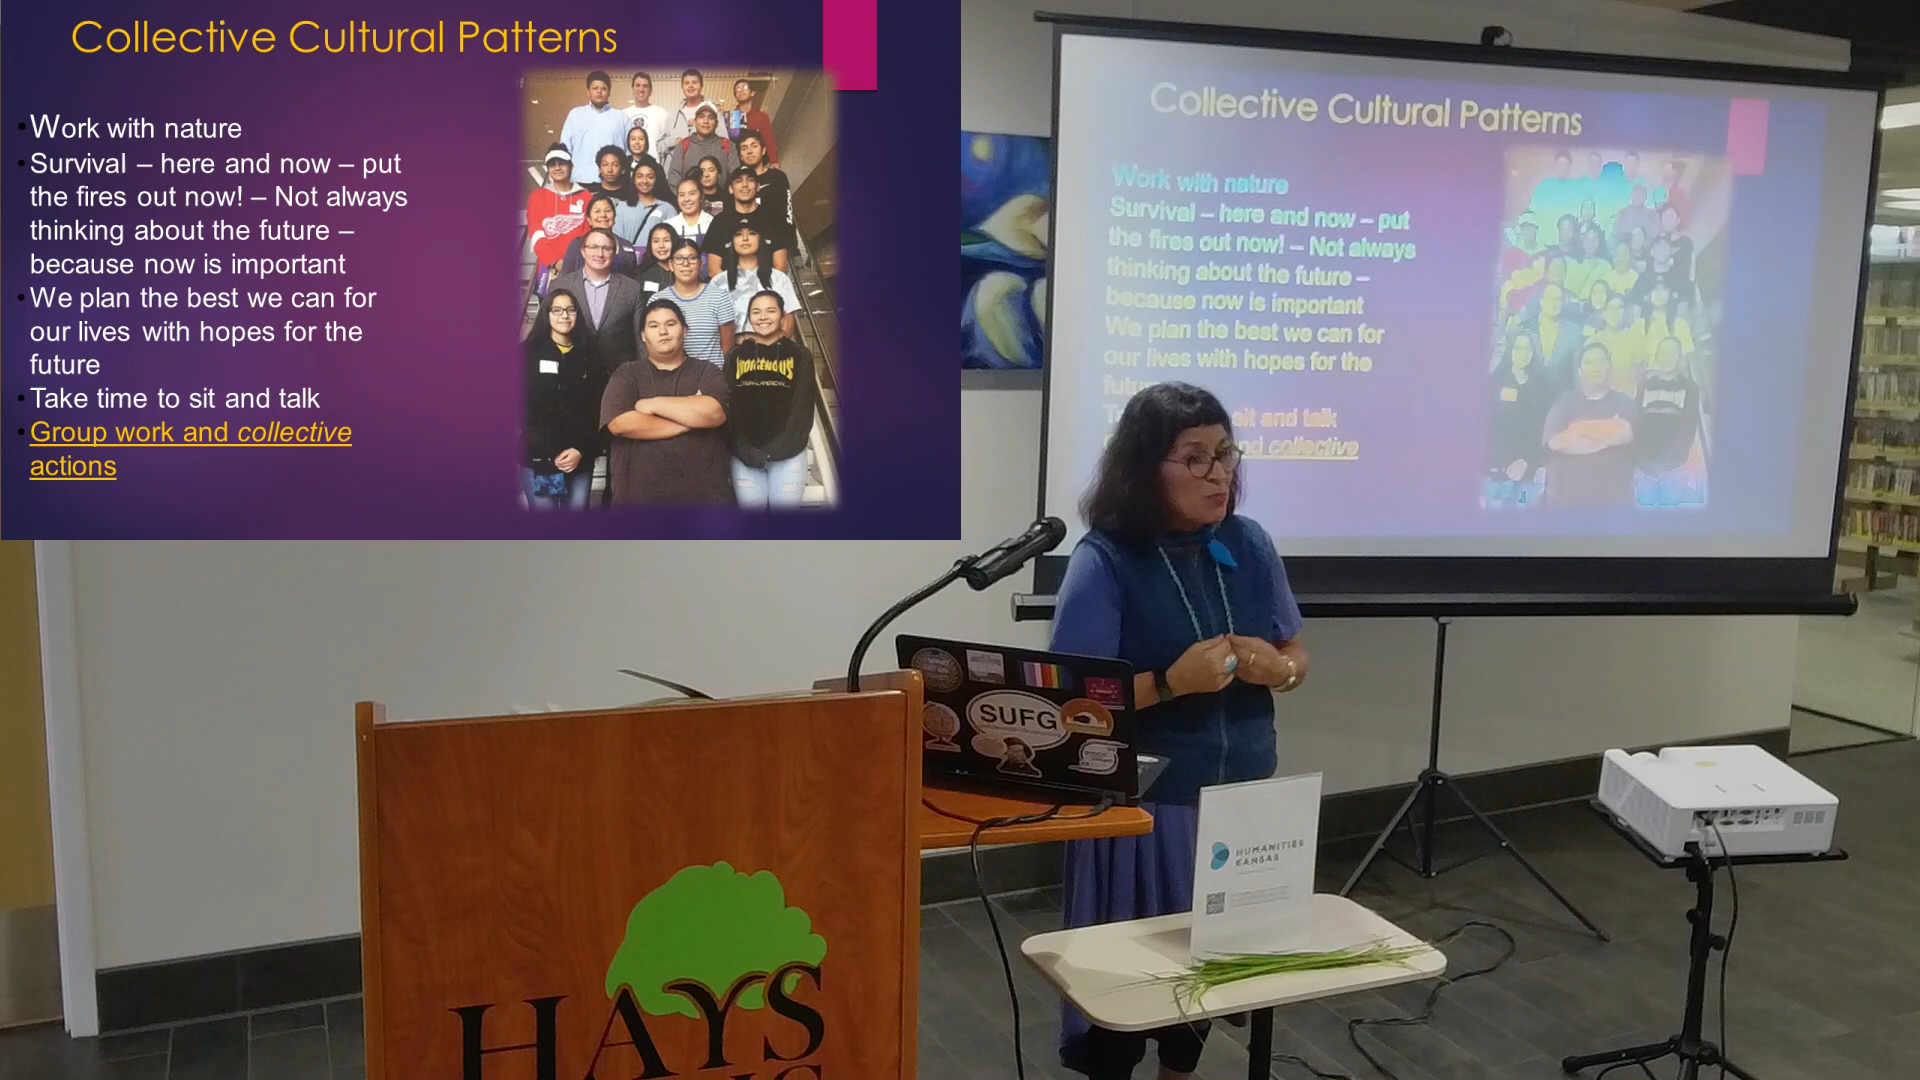 Collective Cultural Patterns
•Work with nature
•Survival – here and now – put
the fires out now! – Not always
thinking about the future –
because now is important
•We plan the best we can for
our lives with hopes for the
future
•Take time to sit and talk
•Group work and collective
actions
INDIGENOUS
Collective Cultural Patterns
Work with nature
Survival – here and now – put
the fires out now! – Not always
thinking about the future –
because now is important
We plan the best we can for
our lives with hopes for the
sit and talk
collective
SUFG
HUMANITIES
KANSAS
HAYS